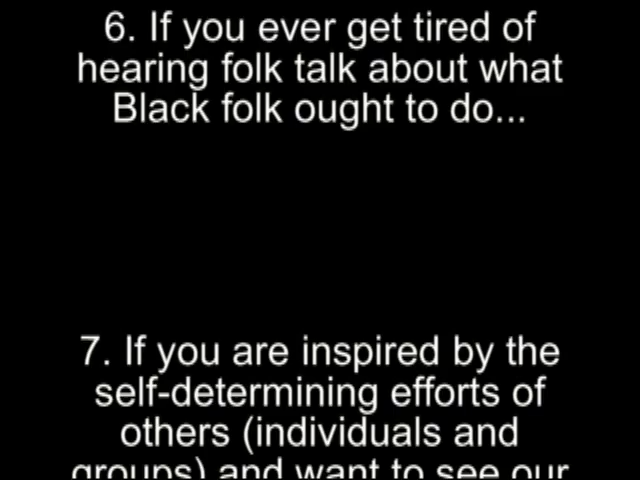 6. If you ever get tired of
hearing folk talk about what
Black folk ought to do...
7. If you are inspired by the
self-determining efforts of
others (individuals and
groups) and want to see our